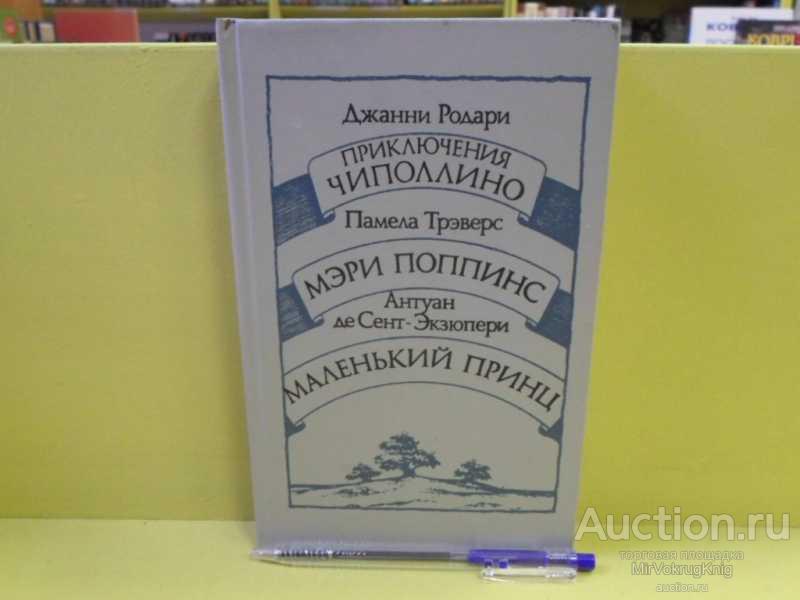 КОВРЫ
Джанни Родари
ПРИКЛЮЧЕНИЯ
ЧИПОЛЛИНО
Памела Трэверс
МЭРИ ПОППИНС
Антуан
де Сент-Экзюпери
МАЛЕНЬКИЙ ПРИНЦ
Auction.ru
торговая площадка
MirVokrugKnig
auction.ru